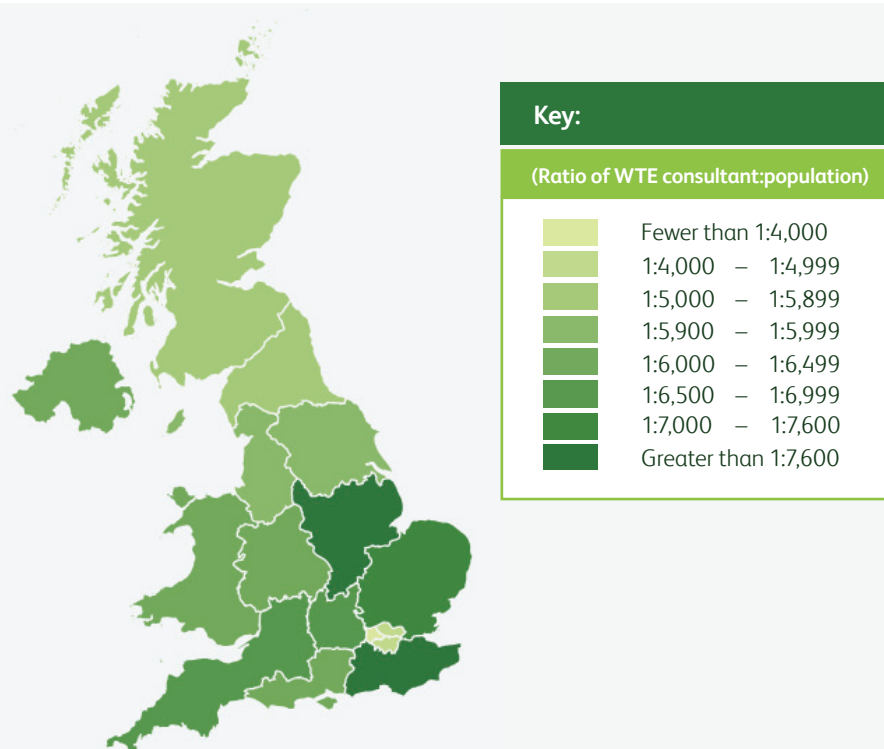 Key:
(Ratio of WTE consultant:population)
Fewer than 1:4,000
1:4,000 – 1:4,999
1:5,000 – 1:5,899
1:5,900 – 1:5,999
1:6,000 – 1:6,499
1:6,500 – 1:6,999
1:7,000 – 1:7,600
Greater than 1:7,600